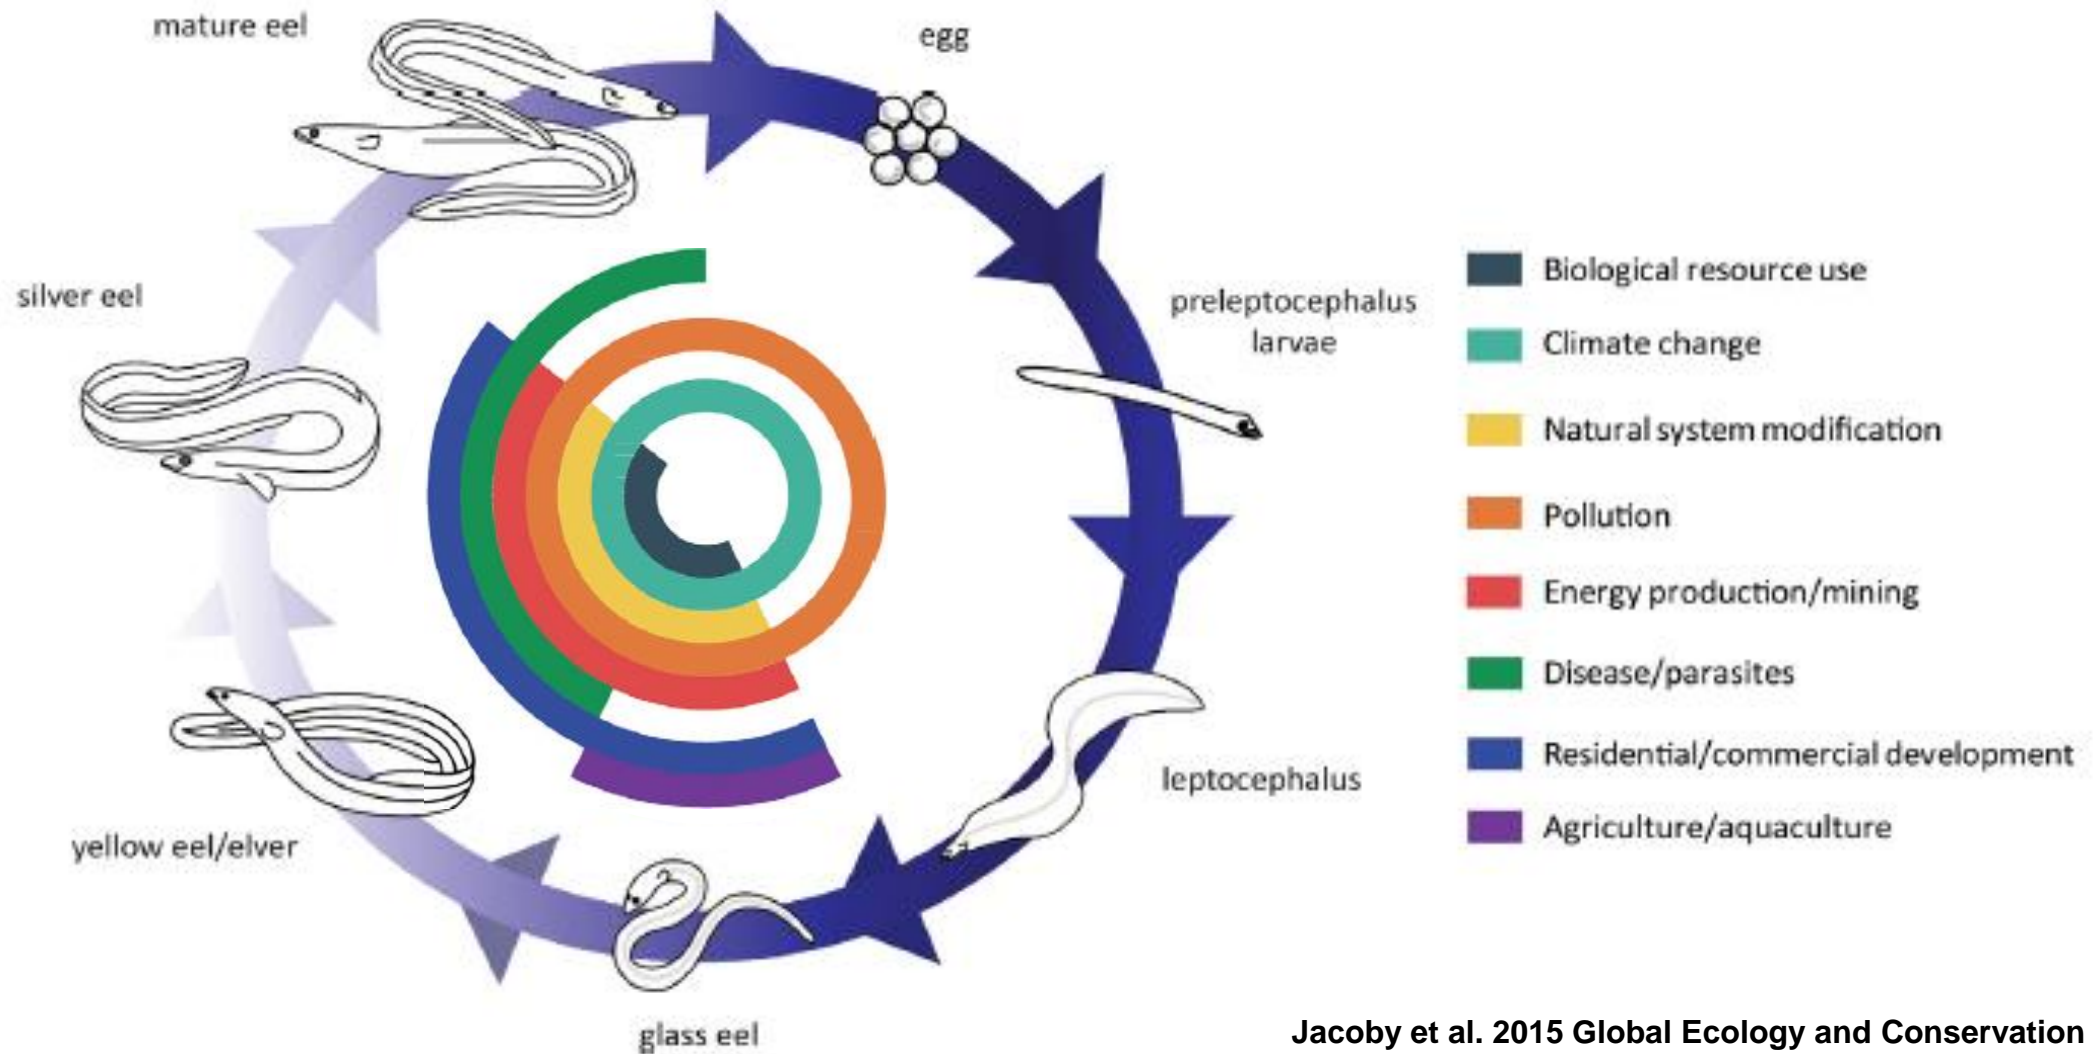 mature eel
egg
silver eel
preleptocephalus
larvae
leptocephalus
yellow eel/elver
glass eel
Biological resource use
Climate change
Natural system modification
Pollution
Energy production/mining
Disease/parasites
Residential/commercial development
Agriculture/aquaculture
Jacoby et al. 2015 Global Ecology and Conservation